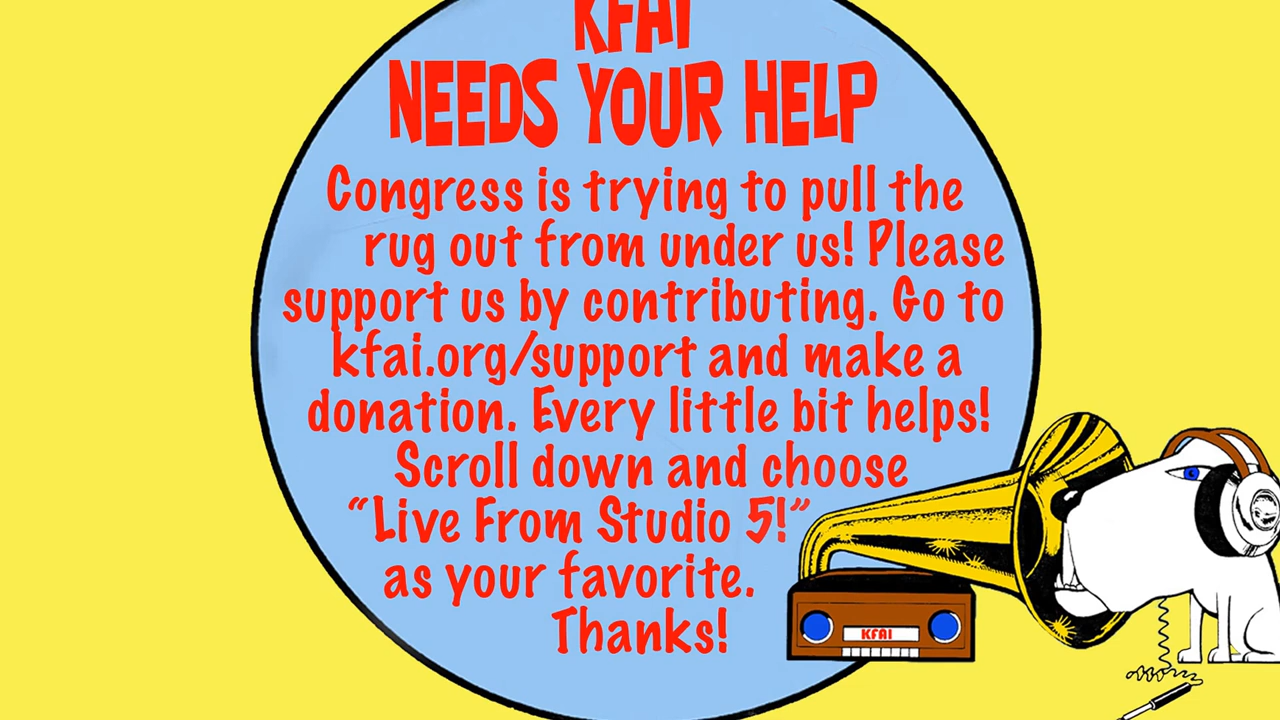 KFAI
NEEDS YOUR HELP
Congress is trying to pull the
rug out from under us! Please
support us by contributing. Go to
kfai.org/support and make a
donation. Every little bit helps!
Scroll down and choose
“Live From Studio 5!”
as your favorite.
Thanks!
KFAI